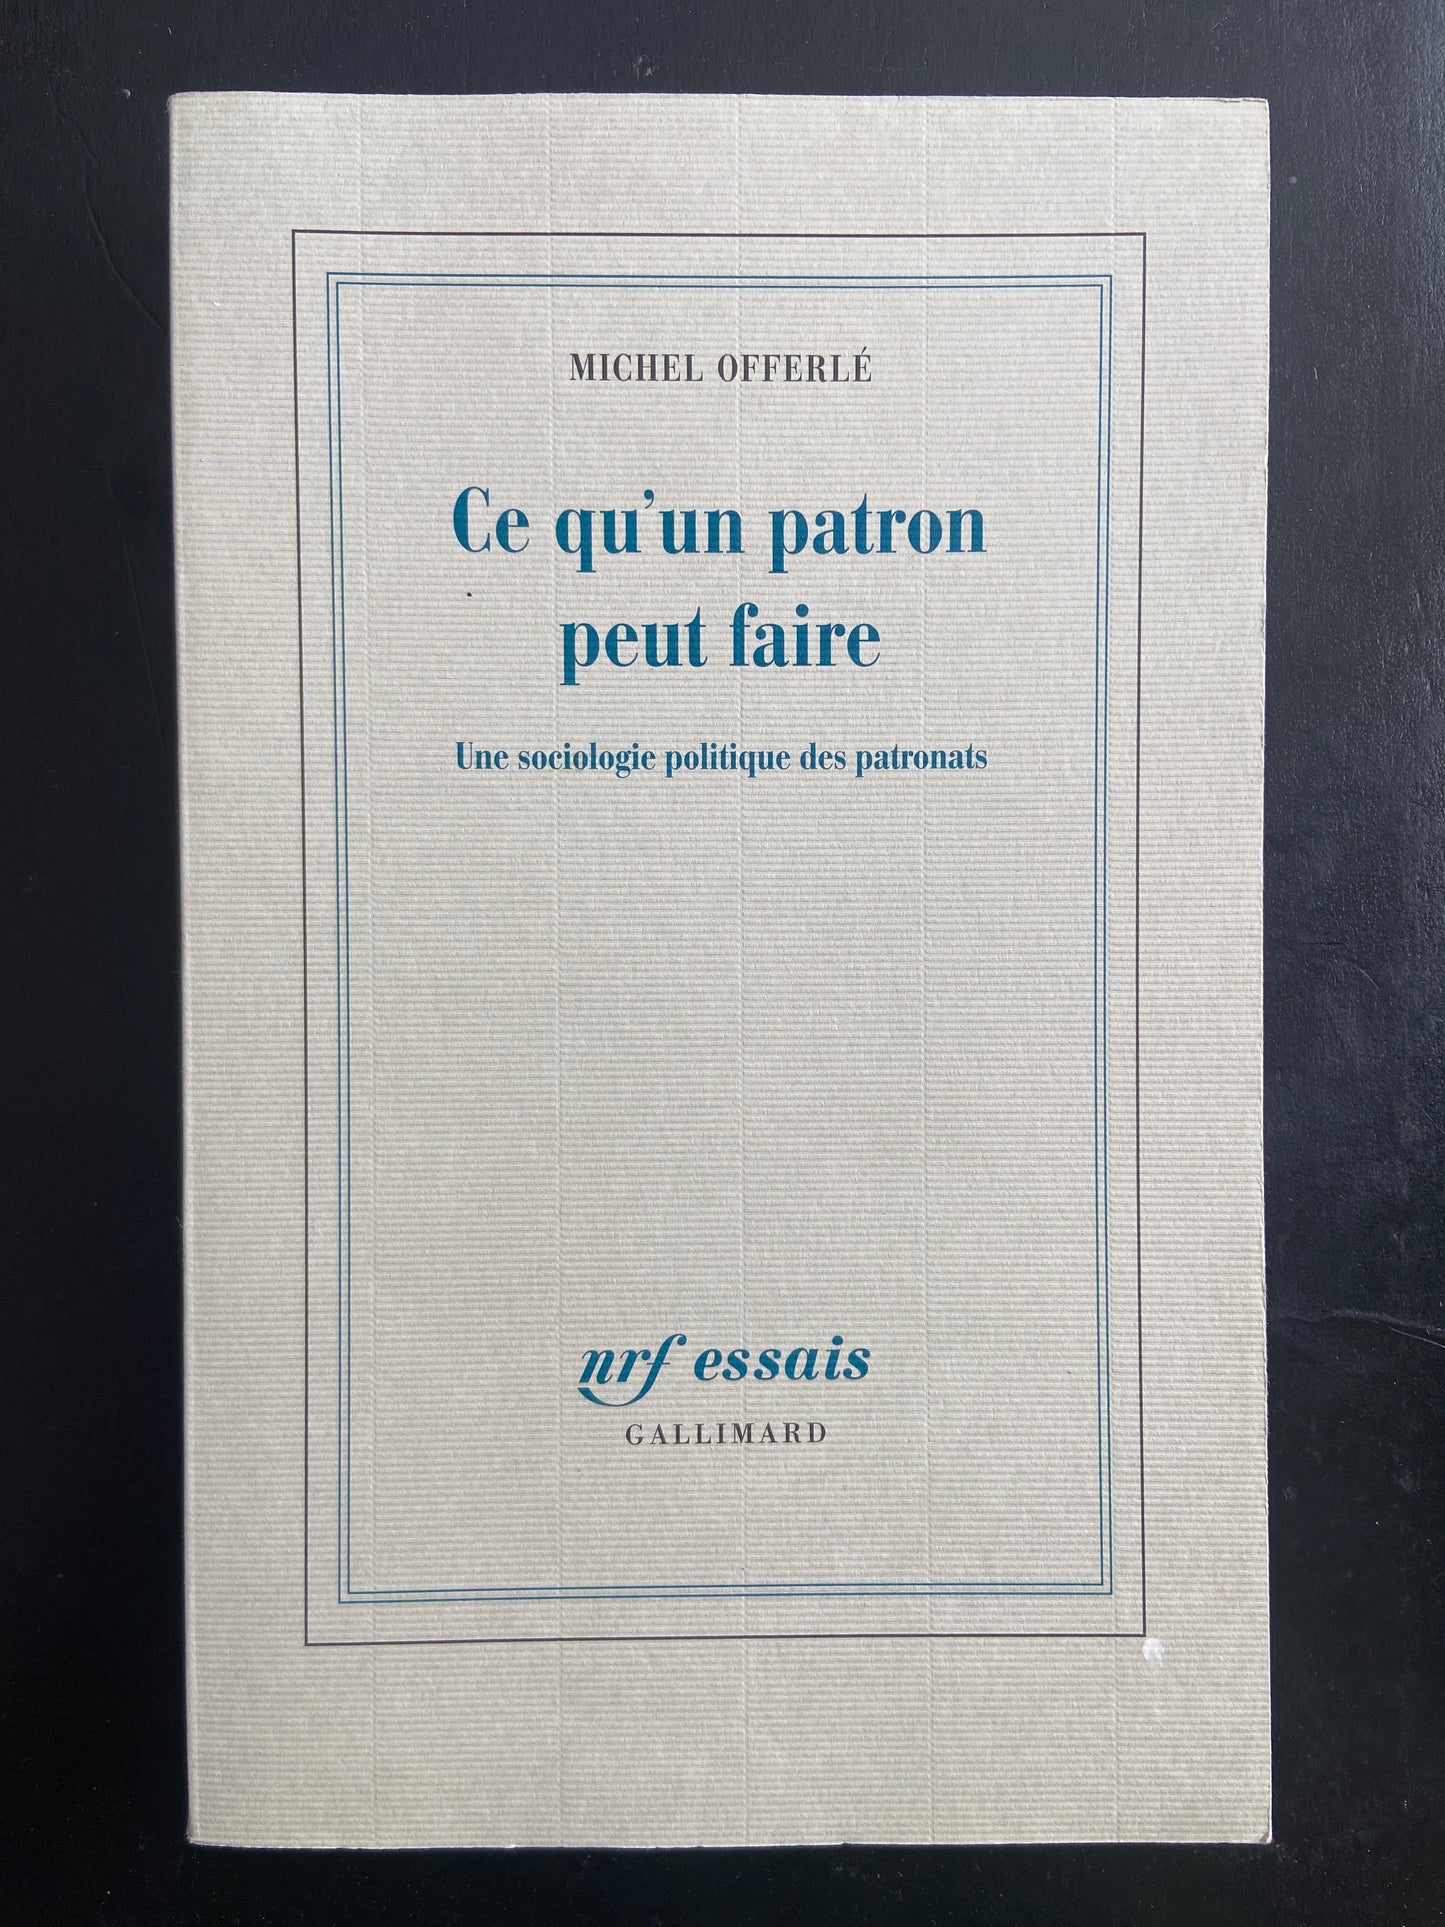 MICHEL OFFERLÉ
Ce qu’un patron
peut faire
Une sociologie politique des patronats
nrf essais
GALLIMARD